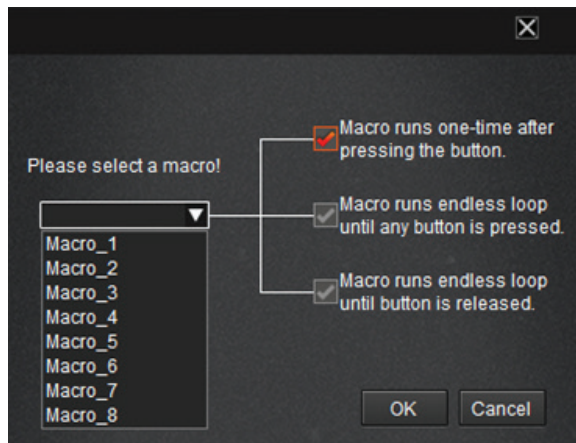 Please select a macro!
Macro_1
Macro_2
Macro_3
Macro_4
Macro_5
Macro_6
Macro_7
Macro_8
Macro runs one-time after
pressing the button.
Macro runs endless loop
until any button is pressed.
Macro runs endless loop
until button is released.
OK
Cancel